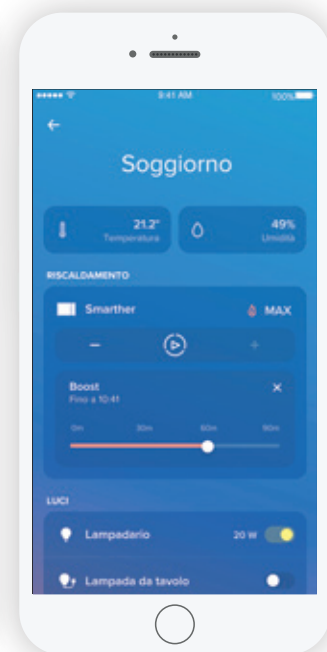 9:41 AM 100%
Soggiorno
21.2° 49%
Temperatura Umidità
RISCALDAMENTO
Smarther MAX
Boost
Fino a 10:41
0m 30m 60m 90m
LUCI
Lampadario 20 W
Lampada da tavolo